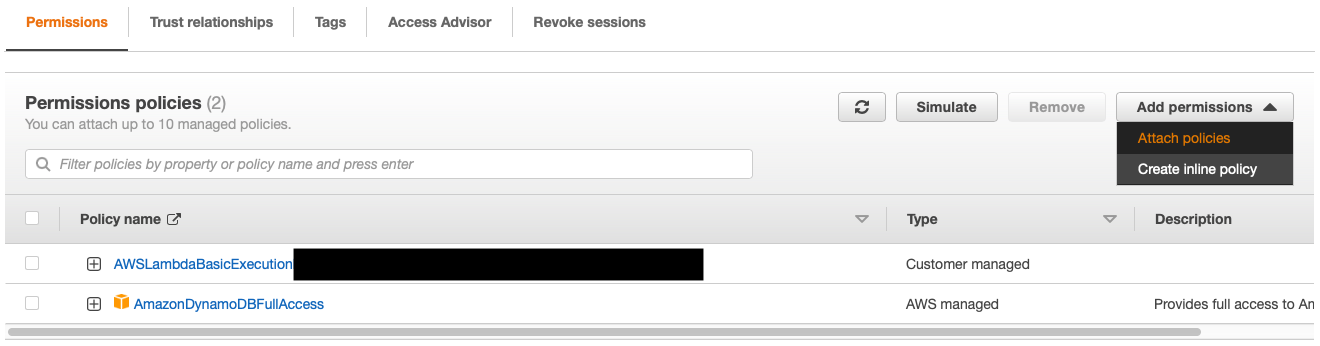 Permissions Trust relationships Tags Access Advisor Revoke sessions
Permissions policies (2)
You can attach up to 10 managed policies.
Simulate Remove Add permissions
Attach policies
Create inline policy
Filter policies by property or policy name and press enter
Policy name Type Description
AWSLambdaBasicExecution Customer managed
AmazonDynamoDBFullAccess AWS managed Provides full access to Am